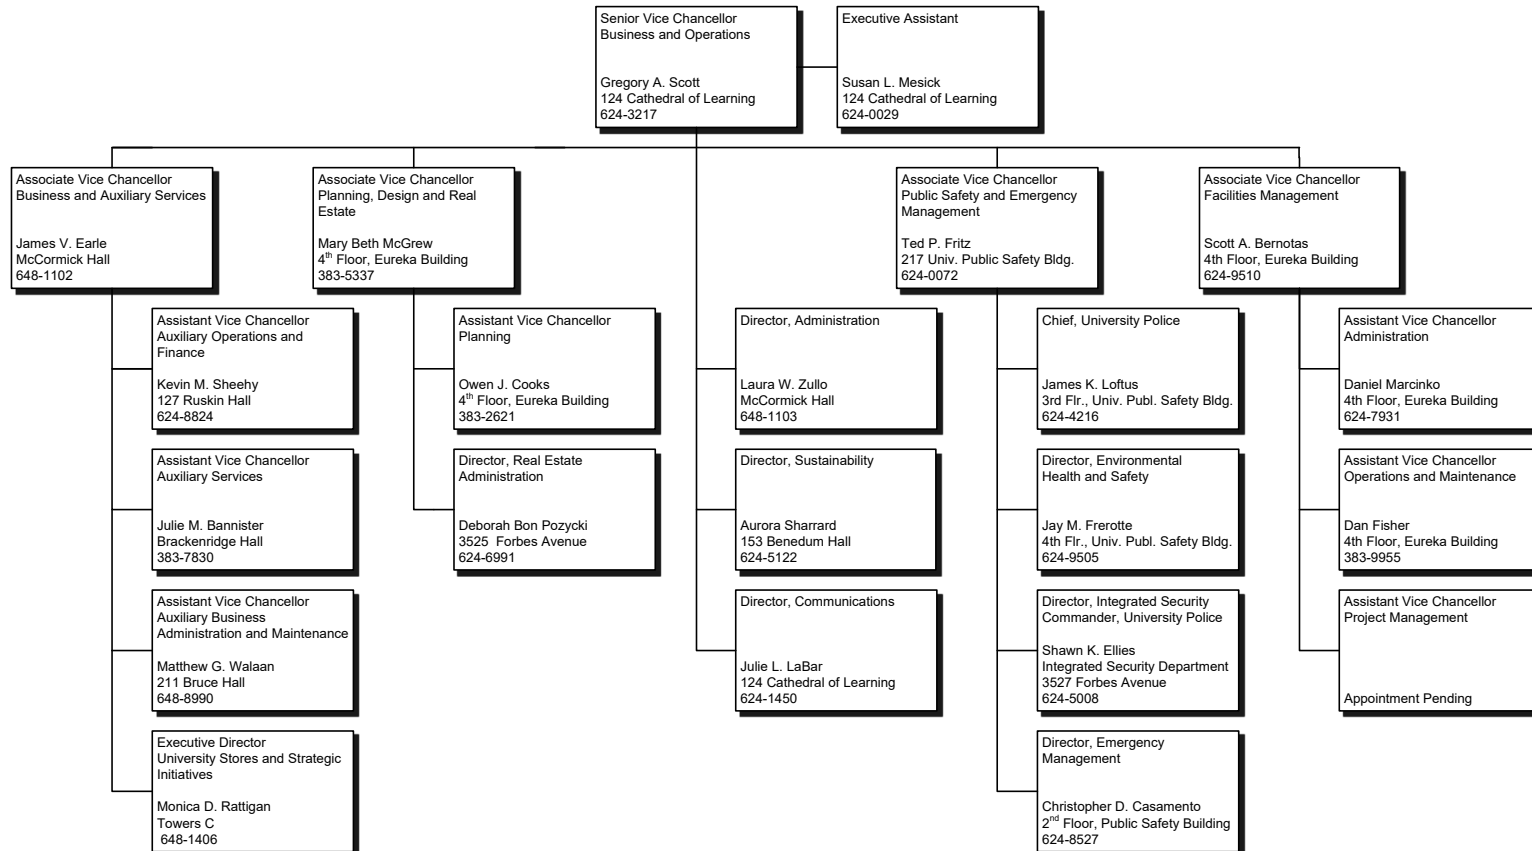 Senior Vice Chancellor
Business and Operations
Gregory A. Scott
124 Cathedral of Learning
624-3217
Executive Assistant
Susan L. Mesick
124 Cathedral of Learning
624-0029
Associate Vice Chancellor
Business and Auxiliary Services
James V. Earle
McCormick Hall
648-1102
Associate Vice Chancellor
Planning, Design and Real
Estate
Mary Beth McGrew
4th Floor, Eureka Building
383-5337
Associate Vice Chancellor
Public Safety and Emergency
Management
Ted P. Fritz
217 Univ. Public Safety Bldg.
624-0072
Associate Vice Chancellor
Facilities Management
Scott A. Bernotas
4th Floor, Eureka Building
624-9510
Assistant Vice Chancellor
Auxiliary Operations and
Finance
Kevin M. Sheehy
127 Ruskin Hall
624-8824
Assistant Vice Chancellor
Planning
Owen J. Cooks
4th Floor, Eureka Building
383-2621
Director, Administration
Laura W. Zullo
McCormick Hall
648-1103
Chief, University Police
James K. Loftus
3rd Flr., Univ. Publ. Safety Bldg.
624-4216
Assistant Vice Chancellor
Administration
Daniel Marcinko
4th Floor, Eureka Building
624-7931
Assistant Vice Chancellor
Auxiliary Services
Julie M. Bannister
Brackenridge Hall
383-7830
Director, Real Estate
Administration
Deborah Bon Pozycki
3525 Forbes Avenue
624-6991
Director, Sustainability
Aurora Sharrard
153 Benedum Hall
624-5122
Director, Environmental
Health and Safety
Jay M. Frerotte
4th Flr., Univ. Publ. Safety Bldg.
624-9505
Assistant Vice Chancellor
Operations and Maintenance
Dan Fisher
4th Floor, Eureka Building
383-9955
Assistant Vice Chancellor
Auxiliary Business
Administration and Maintenance
Matthew G. Walaan
211 Bruce Hall
648-8990
Director, Communications
Julie L. LaBar
124 Cathedral of Learning
624-1450
Director, Integrated Security
Commander, University Police
Shawn K. Ellies
Integrated Security Department
3527 Forbes Avenue
624-5008
Assistant Vice Chancellor
Project Management
Appointment Pending
Executive Director
University Stores and Strategic
Initiatives
Monica D. Rattigan
Towers C
648-1406
Director, Emergency
Management
Christopher D. Casamento
2nd Floor, Public Safety Building
624-8527